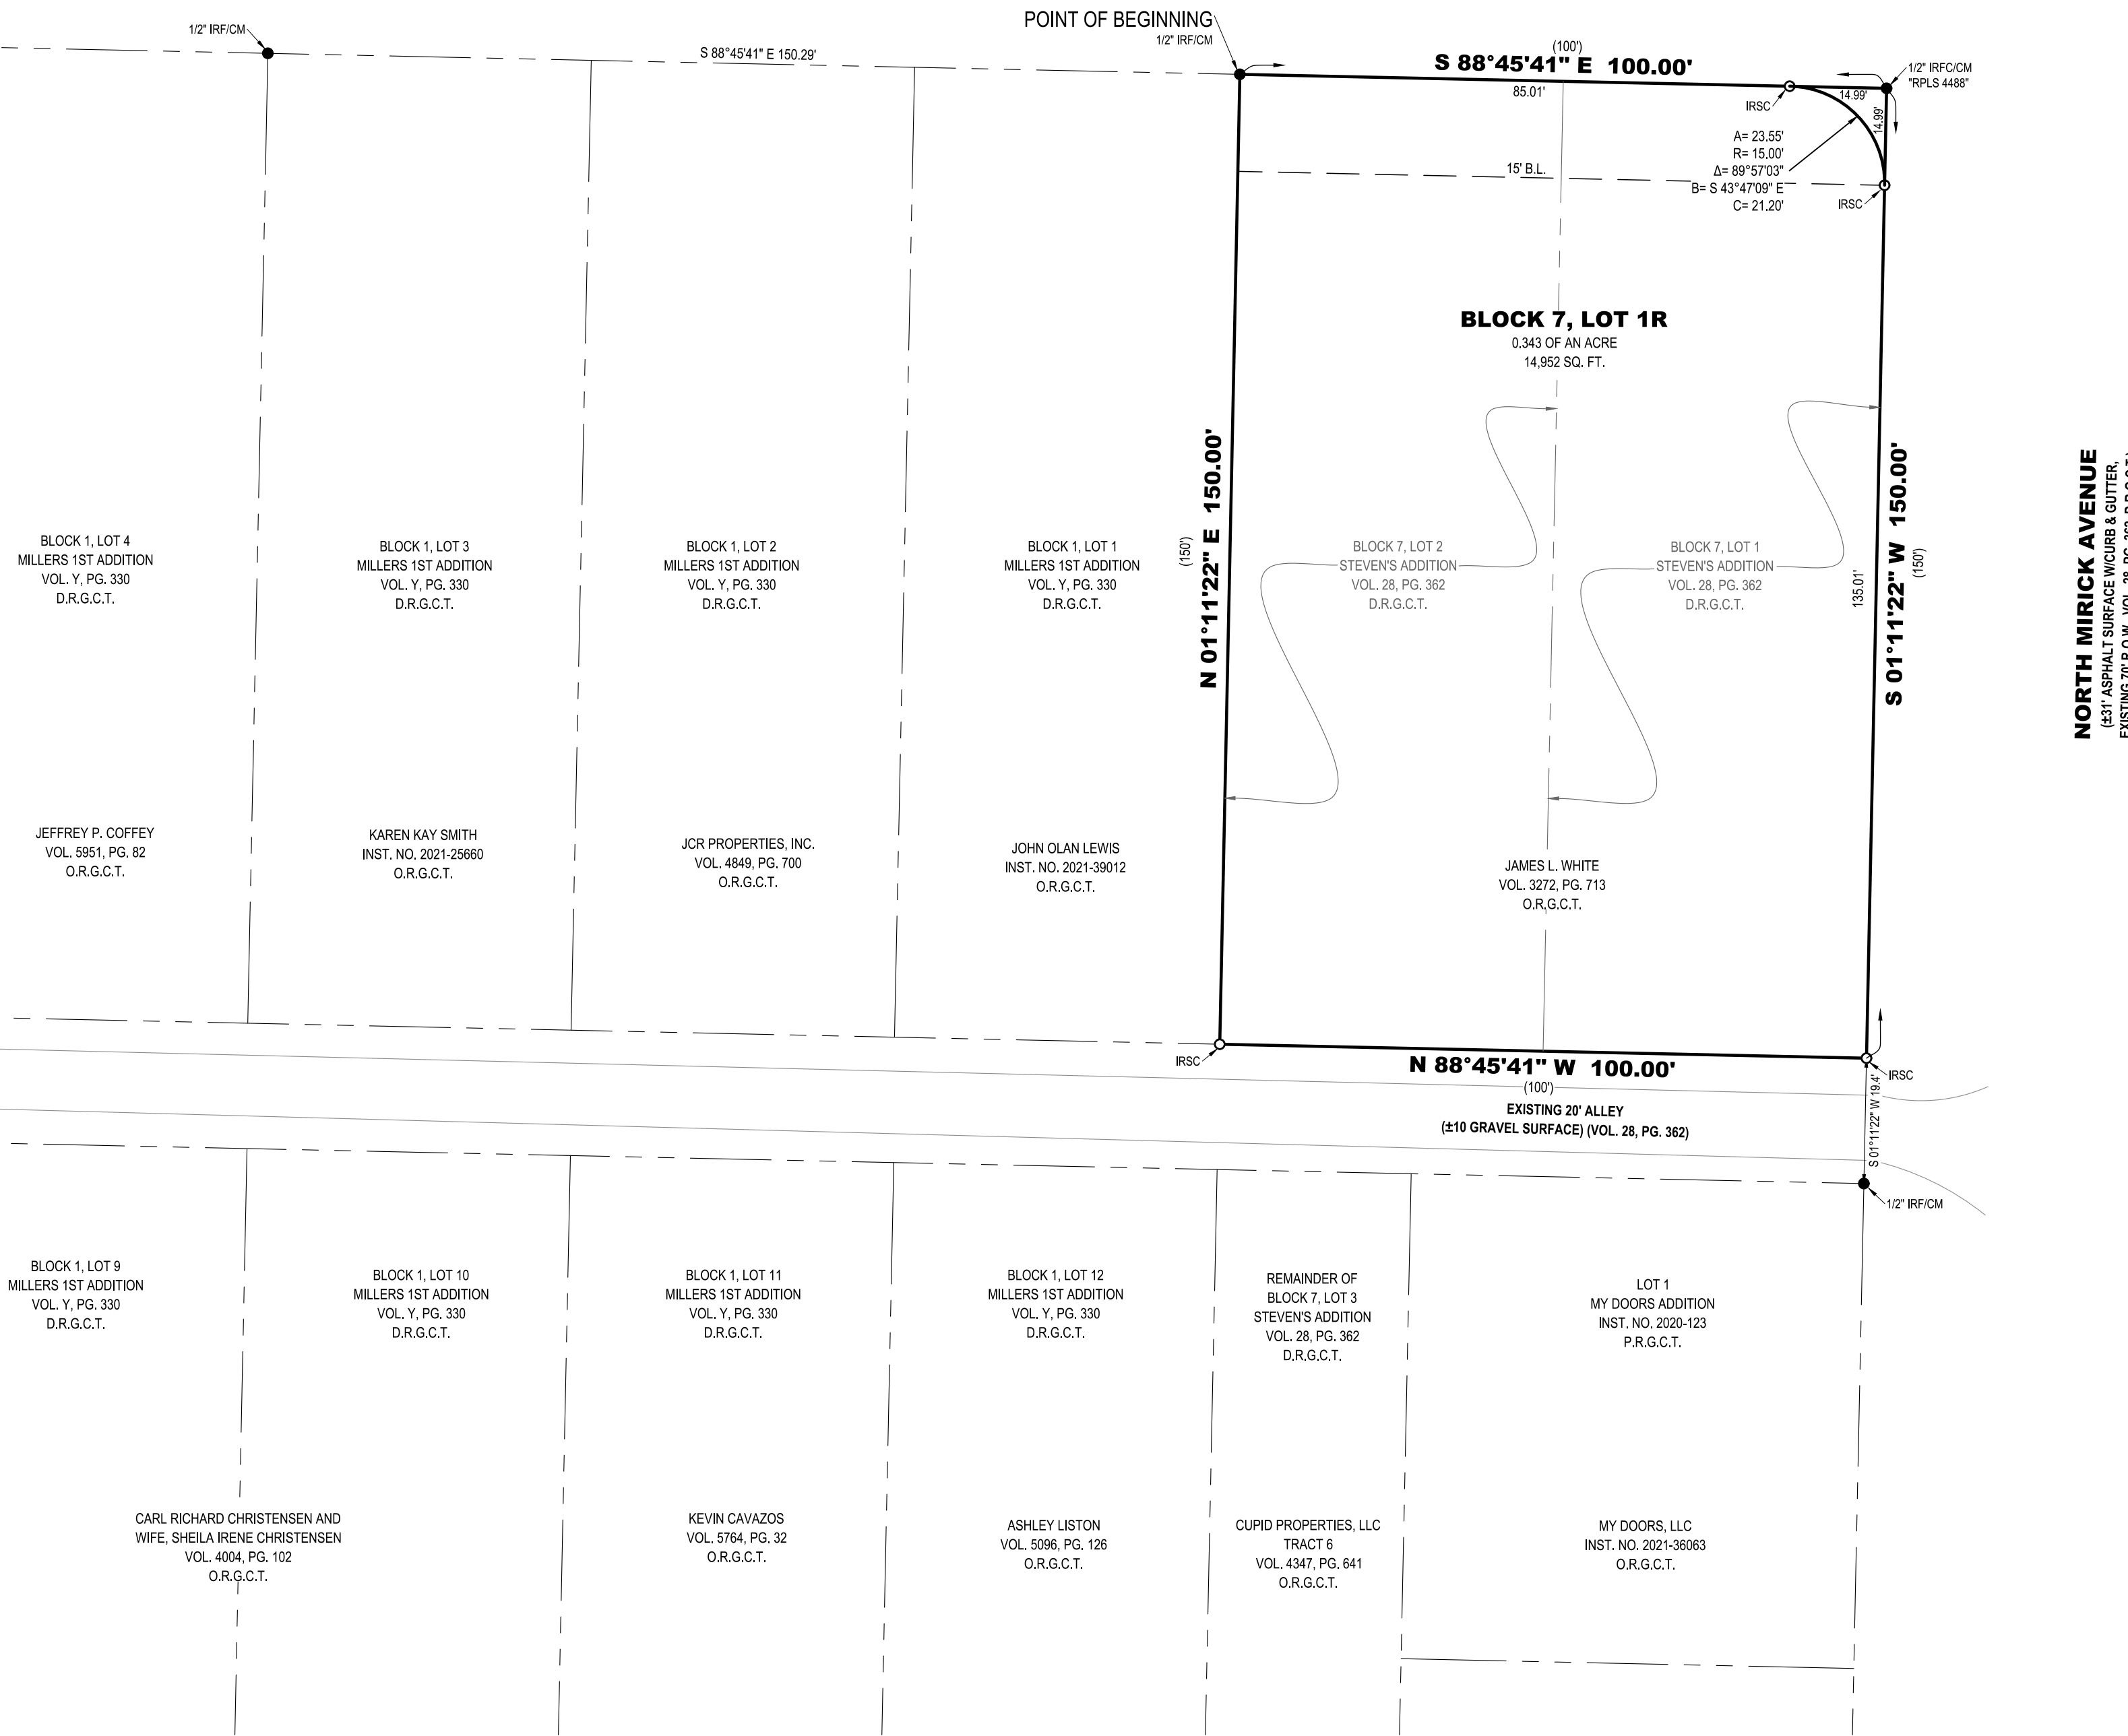 POINT OF BEGINNING
1/2" IRF/CM
1/2" IRF/CM
S 88°45'41" E 150.29'
(100')
S 88°45'41" E 100.00'
85.01'
1/2" IRFC/CM
"RPLS 4488"
14.99'
14.99'
IRSC
A= 23.55'
R= 15.00'
Δ= 89°57'03"
B= S 43°47'09" E
C= 21.20'
IRSC
15' B.L.
BLOCK 7, LOT 1R
0.343 OF AN ACRE
14,952 SQ. FT.
N 01°11'22" E 150.00'
(150')
S 01°11'22" W 150.00'
(150')
135.01'
NORTH MIRICK AVENUE
(±31' ASPHALT SURFACE W/CURB & GUTTER,
EXISTING 70' R.O.W., VOL. 28, PG. 362, D.R.G.C.T.)
BLOCK 1, LOT 4
MILLERS 1ST ADDITION
VOL. Y, PG. 330
D.R.G.C.T.
BLOCK 1, LOT 3
MILLERS 1ST ADDITION
VOL. Y, PG. 330
D.R.G.C.T.
BLOCK 1, LOT 2
MILLERS 1ST ADDITION
VOL. Y, PG. 330
D.R.G.C.T.
BLOCK 1, LOT 1
MILLERS 1ST ADDITION
VOL. Y, PG. 330
D.R.G.C.T.
BLOCK 7, LOT 2
STEVEN'S ADDITION
VOL. 28, PG. 362
D.R.G.C.T.
BLOCK 7, LOT 1
STEVEN'S ADDITION
VOL. 28, PG. 362
D.R.G.C.T.
JEFFREY P. COFFEY
VOL. 5951, PG. 82
O.R.G.C.T.
KAREN KAY SMITH
INST. NO. 2021-25660
O.R.G.C.T.
JCR PROPERTIES, INC.
VOL. 4849, PG. 700
O.R.G.C.T.
JOHN OLAN LEWIS
INST. NO. 2021-39012
O.R.G.C.T.
JAMES L. WHITE
VOL. 3272, PG. 713
O.R.G.C.T.
IRSC
N 88°45'41" W 100.00'
(100')
IRSC
EXISTING 20' ALLEY
(±10 GRAVEL SURFACE) (VOL. 28, PG. 362)
S 01°11'22" W 19.4'
1/2" IRF/CM
BLOCK 1, LOT 9
MILLERS 1ST ADDITION
VOL. Y, PG. 330
D.R.G.C.T.
BLOCK 1, LOT 10
MILLERS 1ST ADDITION
VOL. Y, PG. 330
D.R.G.C.T.
BLOCK 1, LOT 11
MILLERS 1ST ADDITION
VOL. Y, PG. 330
D.R.G.C.T.
BLOCK 1, LOT 12
MILLERS 1ST ADDITION
VOL. Y, PG. 330
D.R.G.C.T.
REMAINDER OF
BLOCK 7, LOT 3
STEVEN'S ADDITION
VOL. 28, PG. 362
D.R.G.C.T.
LOT 1
MY DOORS ADDITION
INST. NO. 2020-123
P.R.G.C.T.
CARL RICHARD CHRISTENSEN AND
WIFE, SHEILA IRENE CHRISTENSEN
VOL. 4004, PG. 102
O.R.G.C.T.
KEVIN CAVAZOS
VOL. 5764, PG. 32
O.R.G.C.T.
ASHLEY LISTON
VOL. 5096, PG. 126
O.R.G.C.T.
CUPID PROPERTIES, LLC
TRACT 6
VOL. 4347, PG. 641
O.R.G.C.T.
MY DOORS, LLC
INST. NO. 2021-36063
O.R.G.C.T.